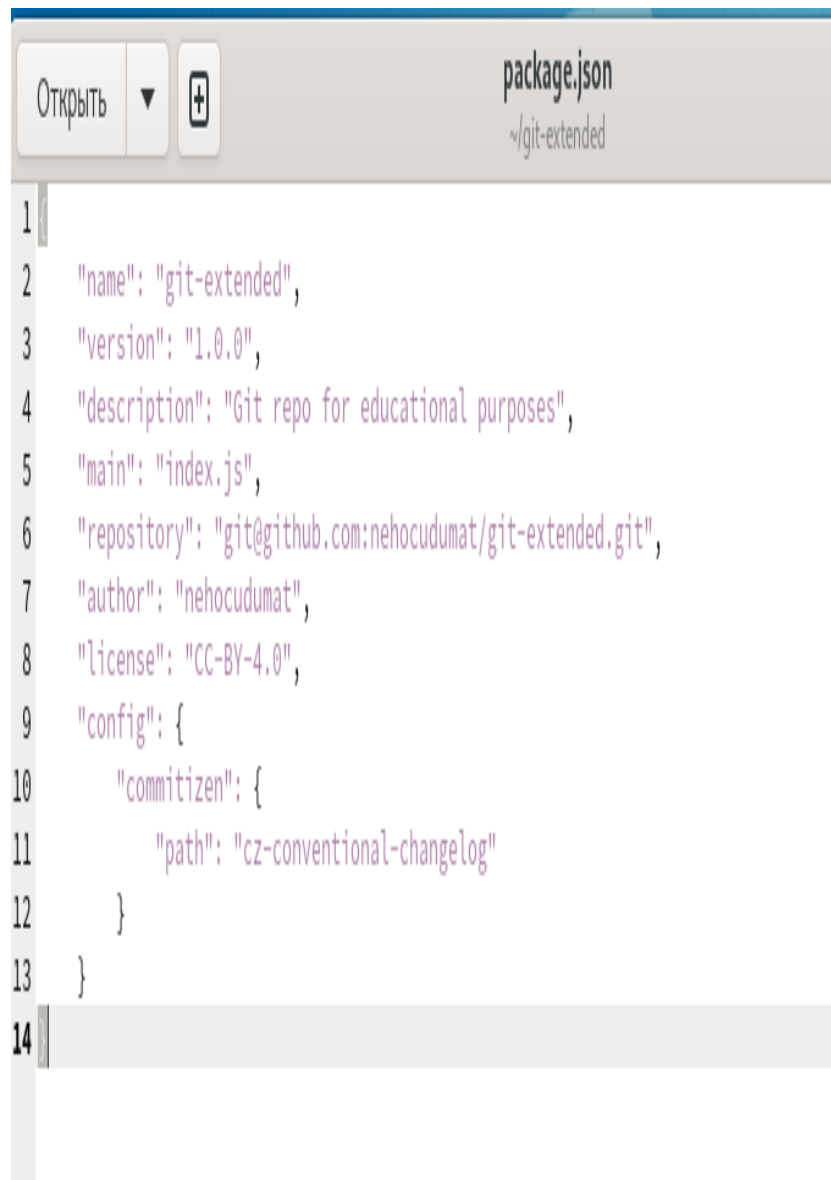 Открыть
package.json
~/git-extended
1 {
2 "name": "git-extended",
3 "version": "1.0.0",
4 "description": "Git repo for educational purposes",
5 "main": "index.js",
6 "repository": "git@github.com:nehocudumat/git-extended.git",
7 "author": "nehocudumat",
8 "license": "CC-BY-4.0",
9 "config": {
10 "commitizen": {
11 "path": "cz-conventional-changelog"
12 }
13 }
14 }